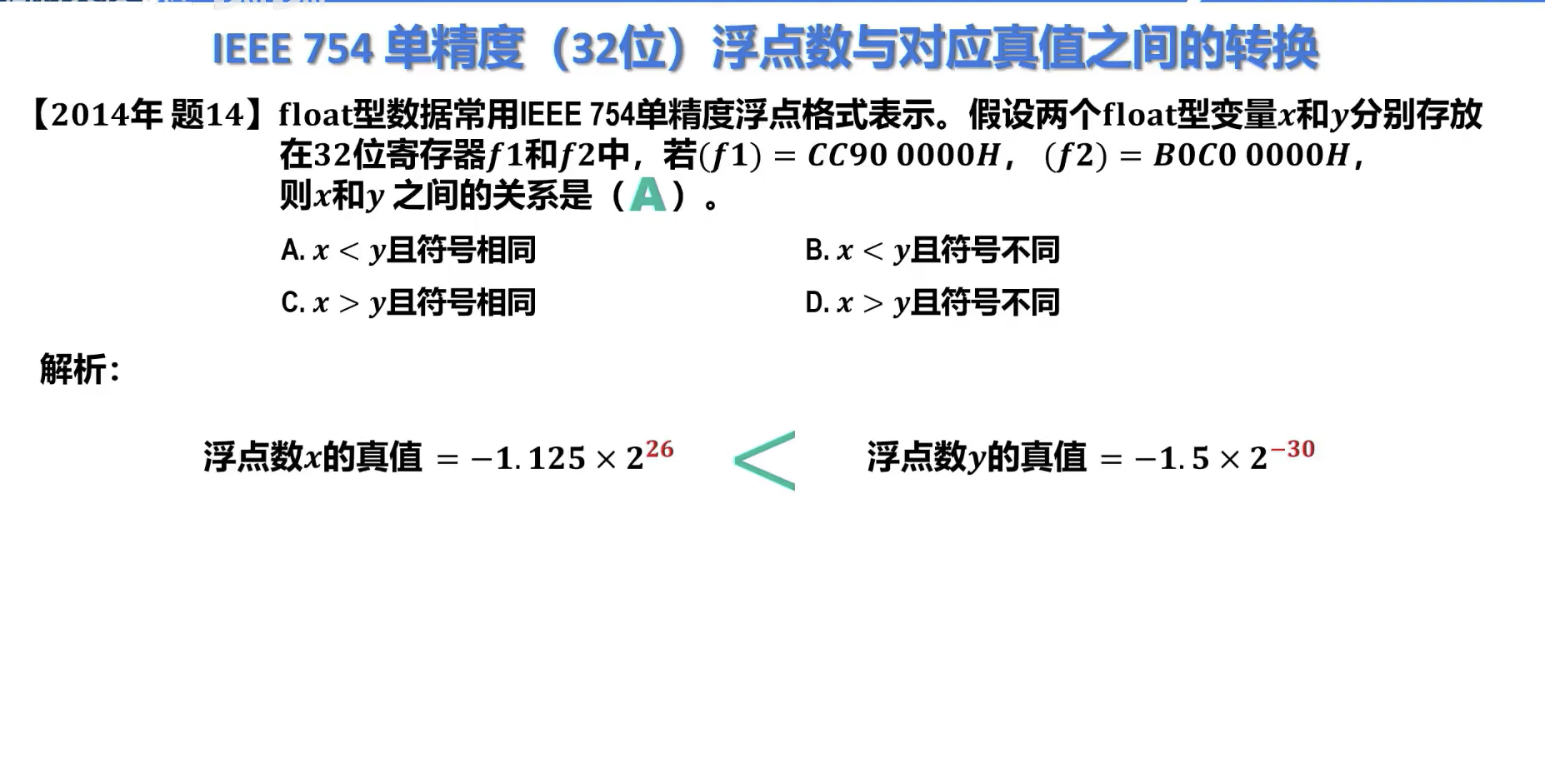 IEEE 754 单精度（32位）浮点数与对应真值之间的转换
【2014年 题14】float型数据常用IEEE 754单精度浮点格式表示。假设两个float型变量x和y分别存放
在32位寄存器f1和f2中，若(f1) = CC90 0000H， (f2) = B0C0 0000H，
则x和y 之间的关系是（A）。
A. x < y且符号相同 B. x < y且符号不同
C. x > y且符号相同 D. x > y且符号不同
解析：
浮点数x的真值 = −1.125 × 2^26 < 浮点数y的真值 = −1.5 × 2^−30